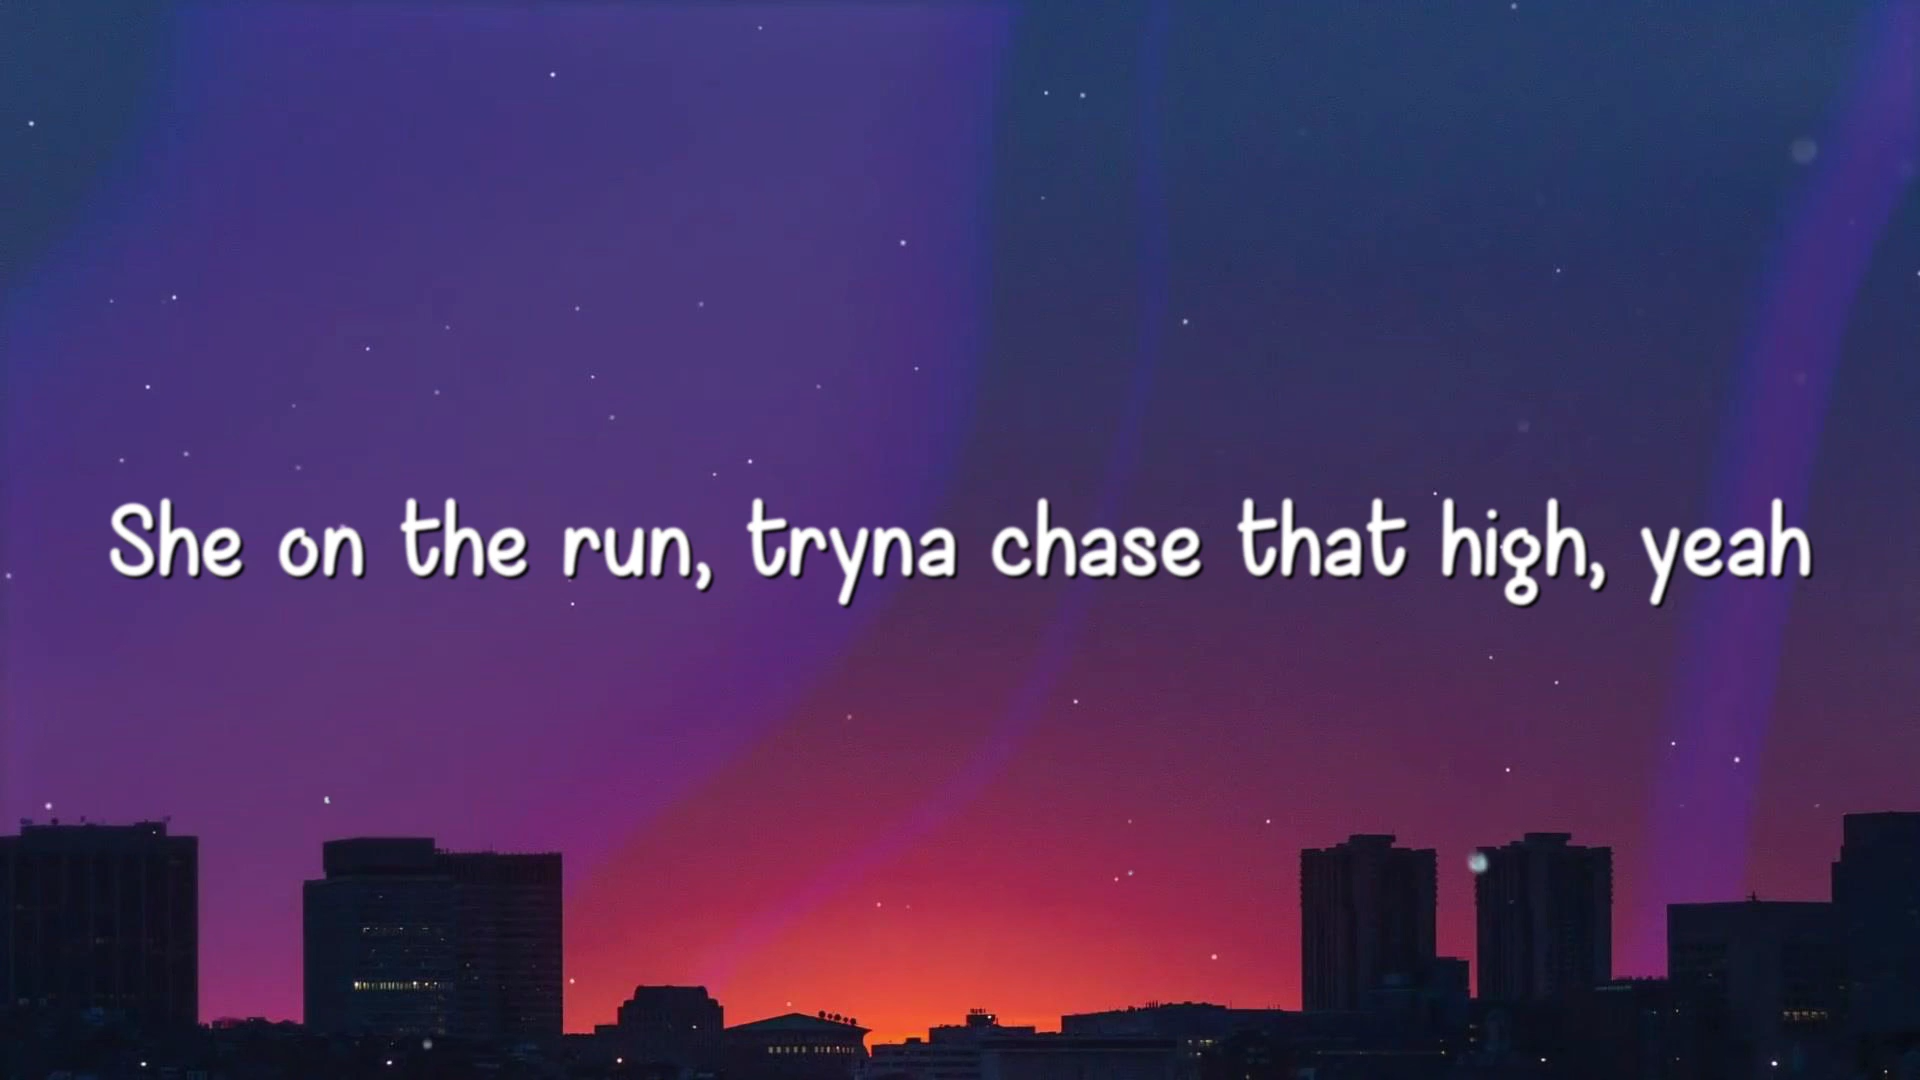 She on the run, tryna chase that high, yeah